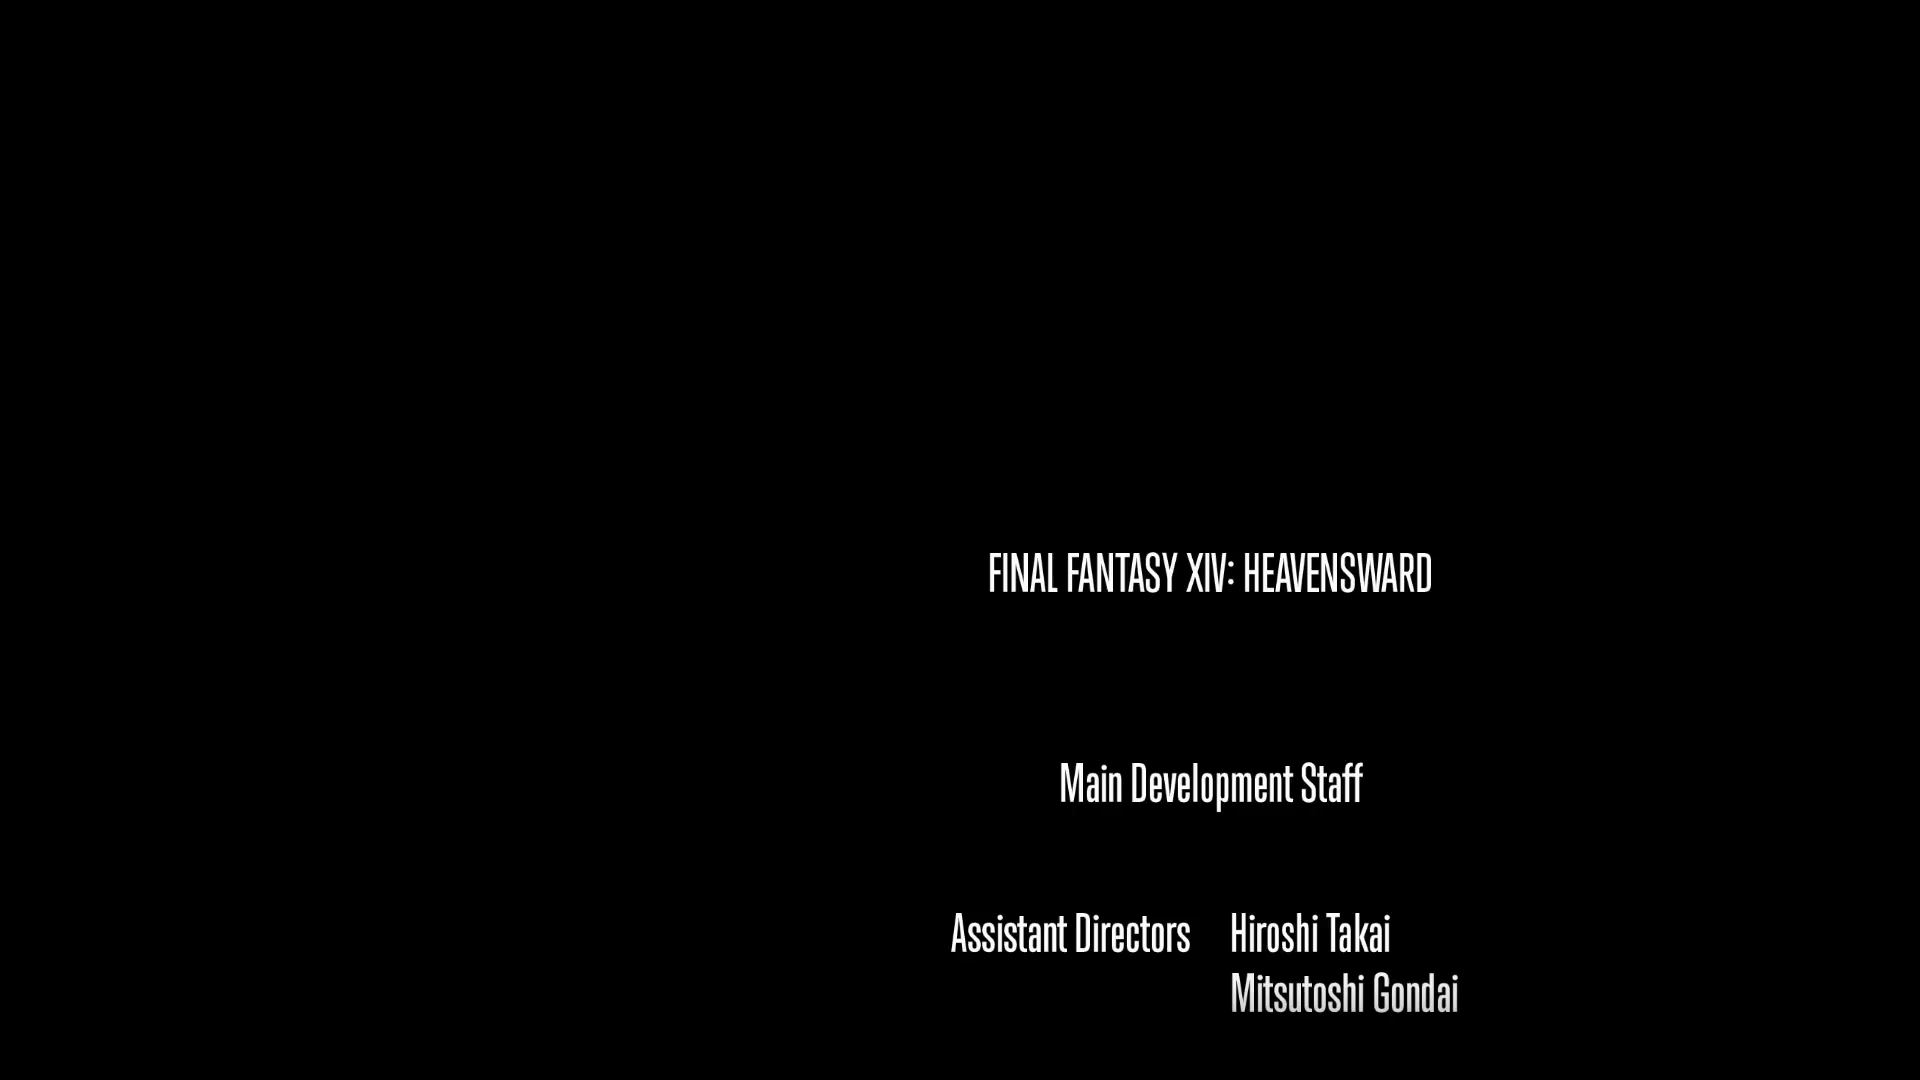 FINAL FANTASY XIV: HEAVENSWARD
Main Development Staff
Assistant Directors Hiroshi Takai
Mitsutoshi Gondai